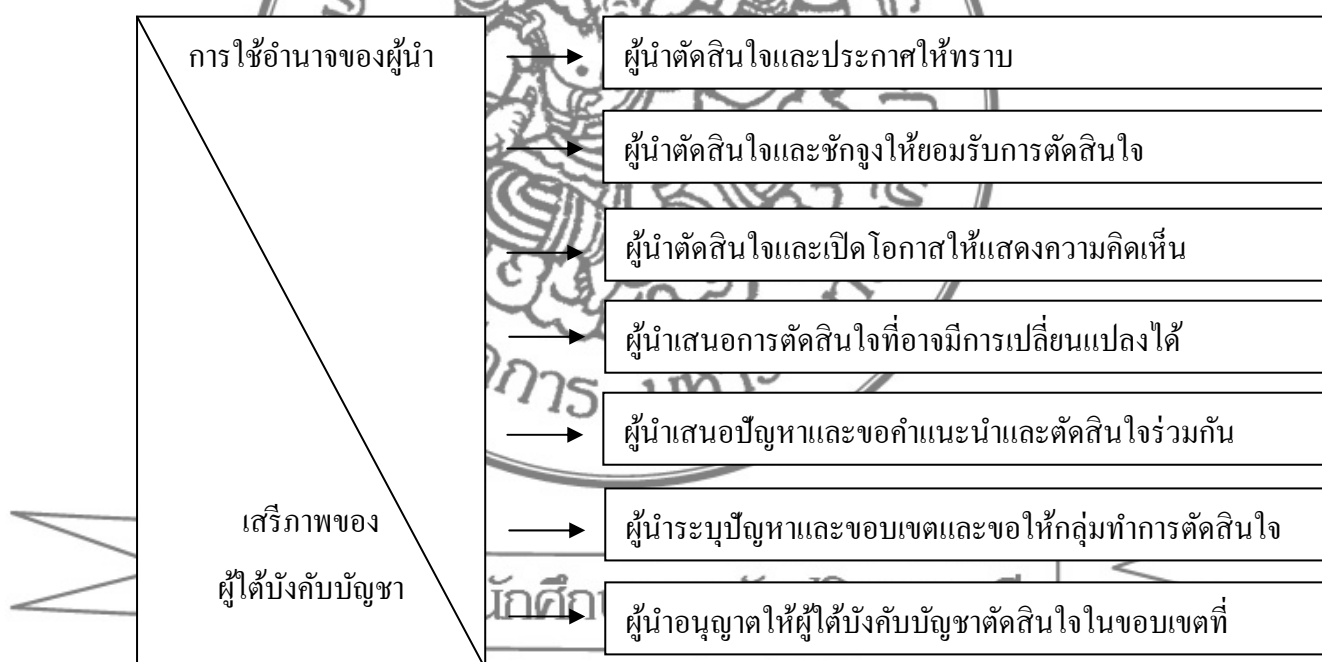 การใช้อำนาจของผู้นำ
ผู้นำตัดสินใจและประกาศให้ทราบ
ผู้นำตัดสินใจและชักจูงให้ยอมรับการตัดสินใจ
ผู้นำตัดสินใจและเปิดโอกาสให้แสดงความคิดเห็น
ผู้นำเสนอการตัดสินใจที่อาจมีการเปลี่ยนแปลงได้
ผู้นำเสนอปัญหาและขอคำแนะนำและตัดสินใจร่วมกัน
เสรีภาพของ
ผู้ใต้บังคับบัญชา
ผู้นำระบุปัญหาและขอบเขตและขอให้กลุ่มทำการตัดสินใจ
ผู้นำอนุญาตให้ผู้ใต้บังคับบัญชาตัดสินใจในขอบเขตที่